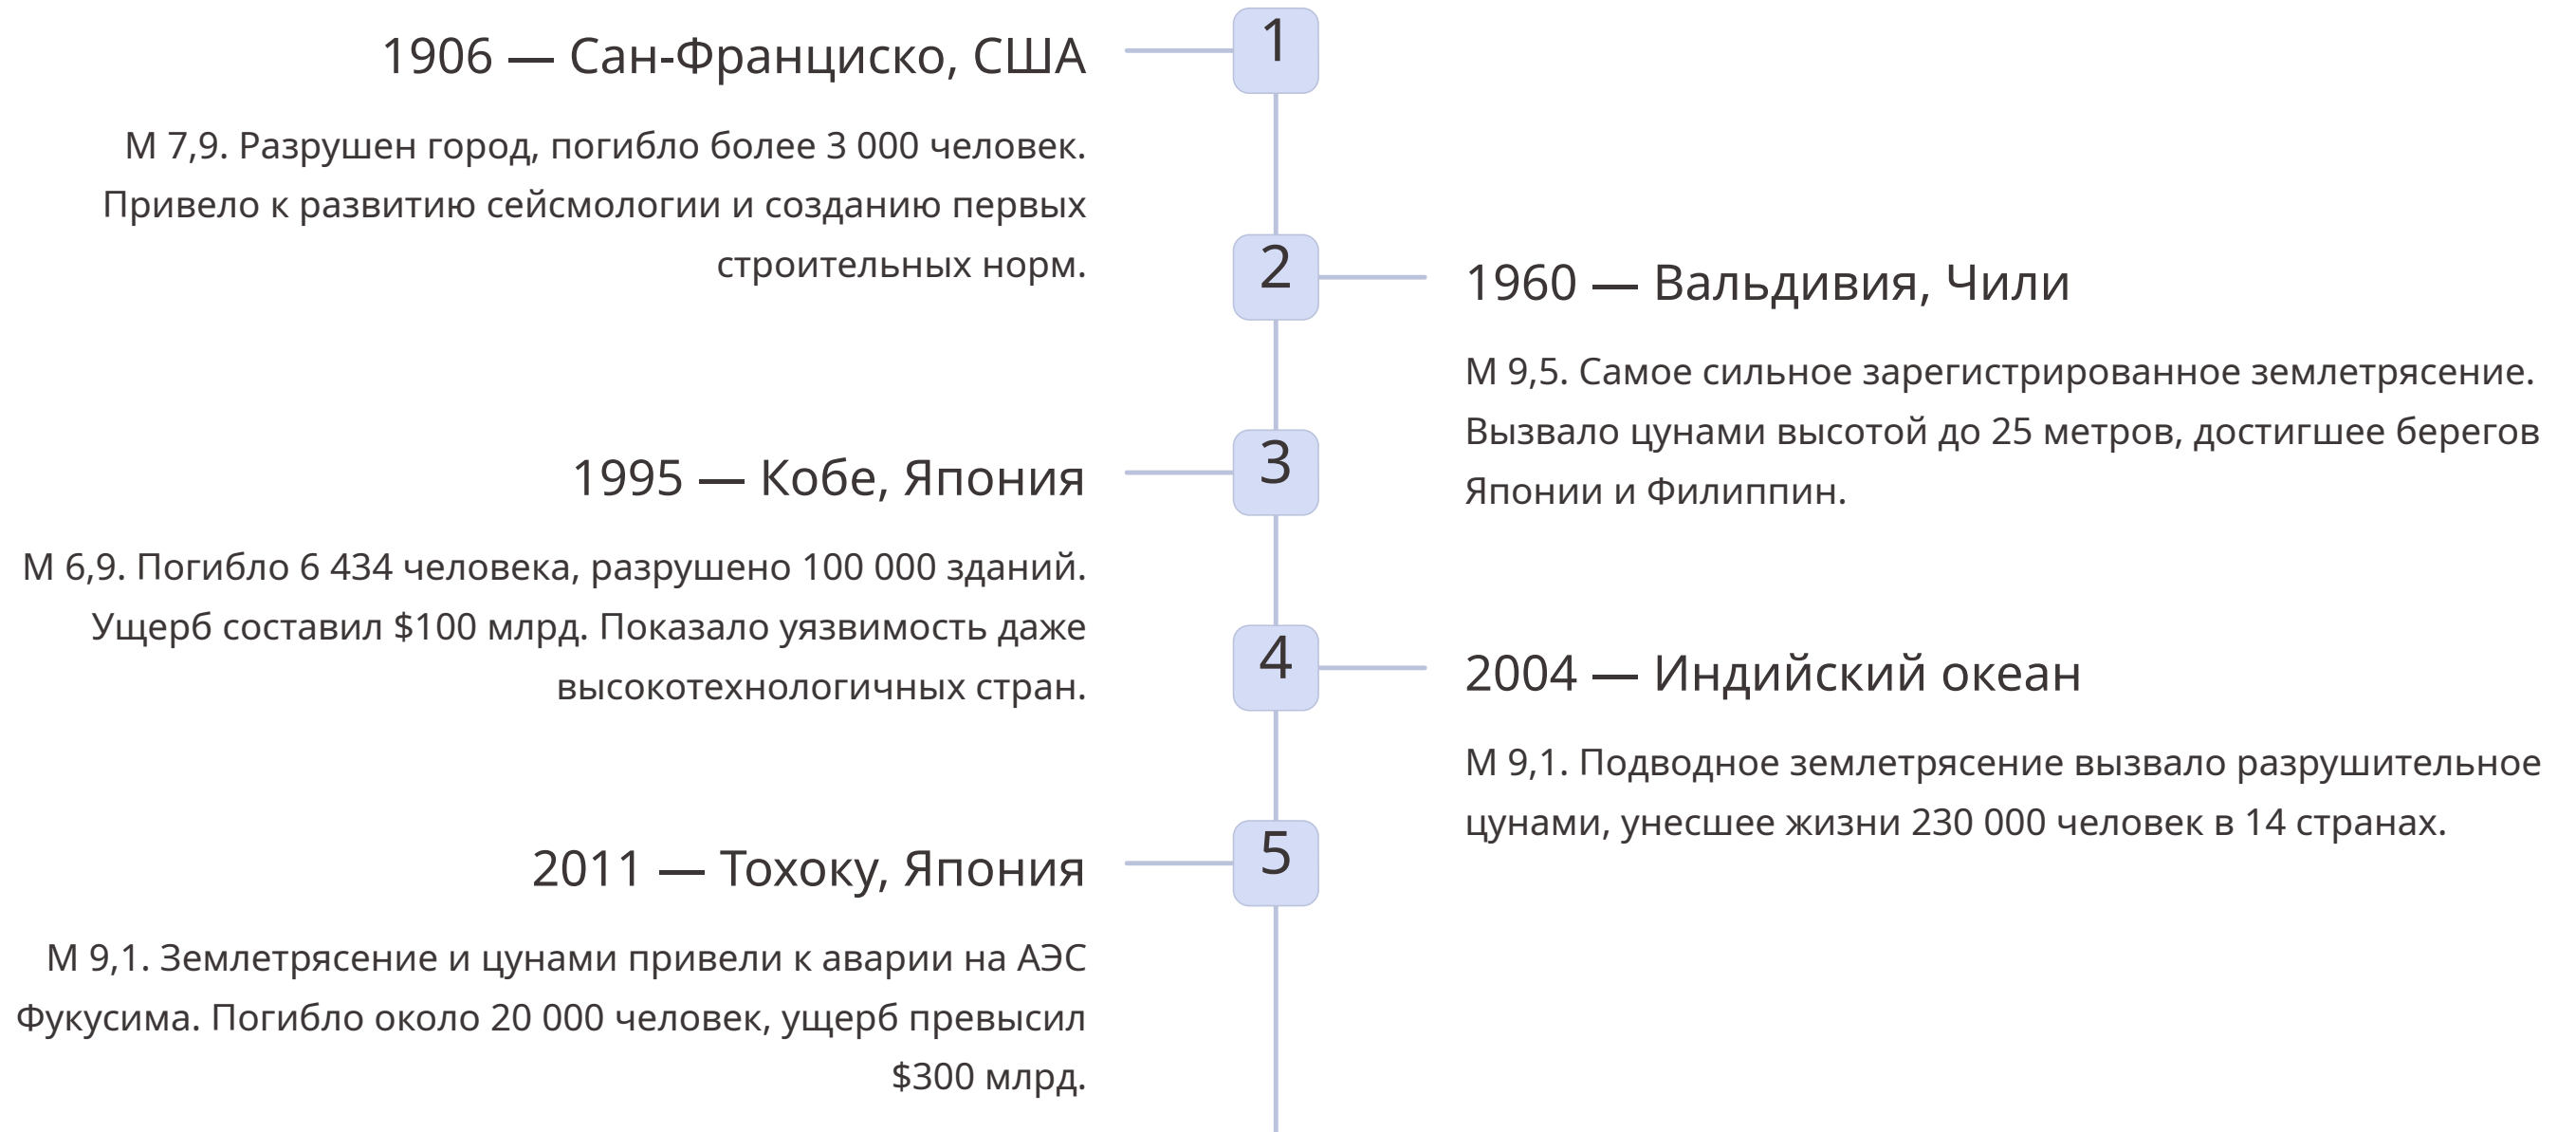 1
1906 — Сан-Франциско, США
М 7,9. Разрушен город, погибло более 3 000 человек.
Привело к развитию сейсмологии и созданию первых
строительных норм.
2
1960 — Вальдивия, Чили
М 9,5. Самое сильное зарегистрированное землетрясение.
Вызвало цунами высотой до 25 метров, достигшее берегов
Японии и Филиппин.
3
1995 — Кобе, Япония
М 6,9. Погибло 6 434 человека, разрушено 100 000 зданий.
Ущерб составил $100 млрд. Показало уязвимость даже
высокотехнологичных стран.
4
2004 — Индийский океан
М 9,1. Подводное землетрясение вызвало разрушительное
цунами, унесшее жизни 230 000 человек в 14 странах.
5
2011 — Тохоку, Япония
М 9,1. Землетрясение и цунами привели к аварии на АЭС
Фукусима. Погибло около 20 000 человек, ущерб превысил
$300 млрд.